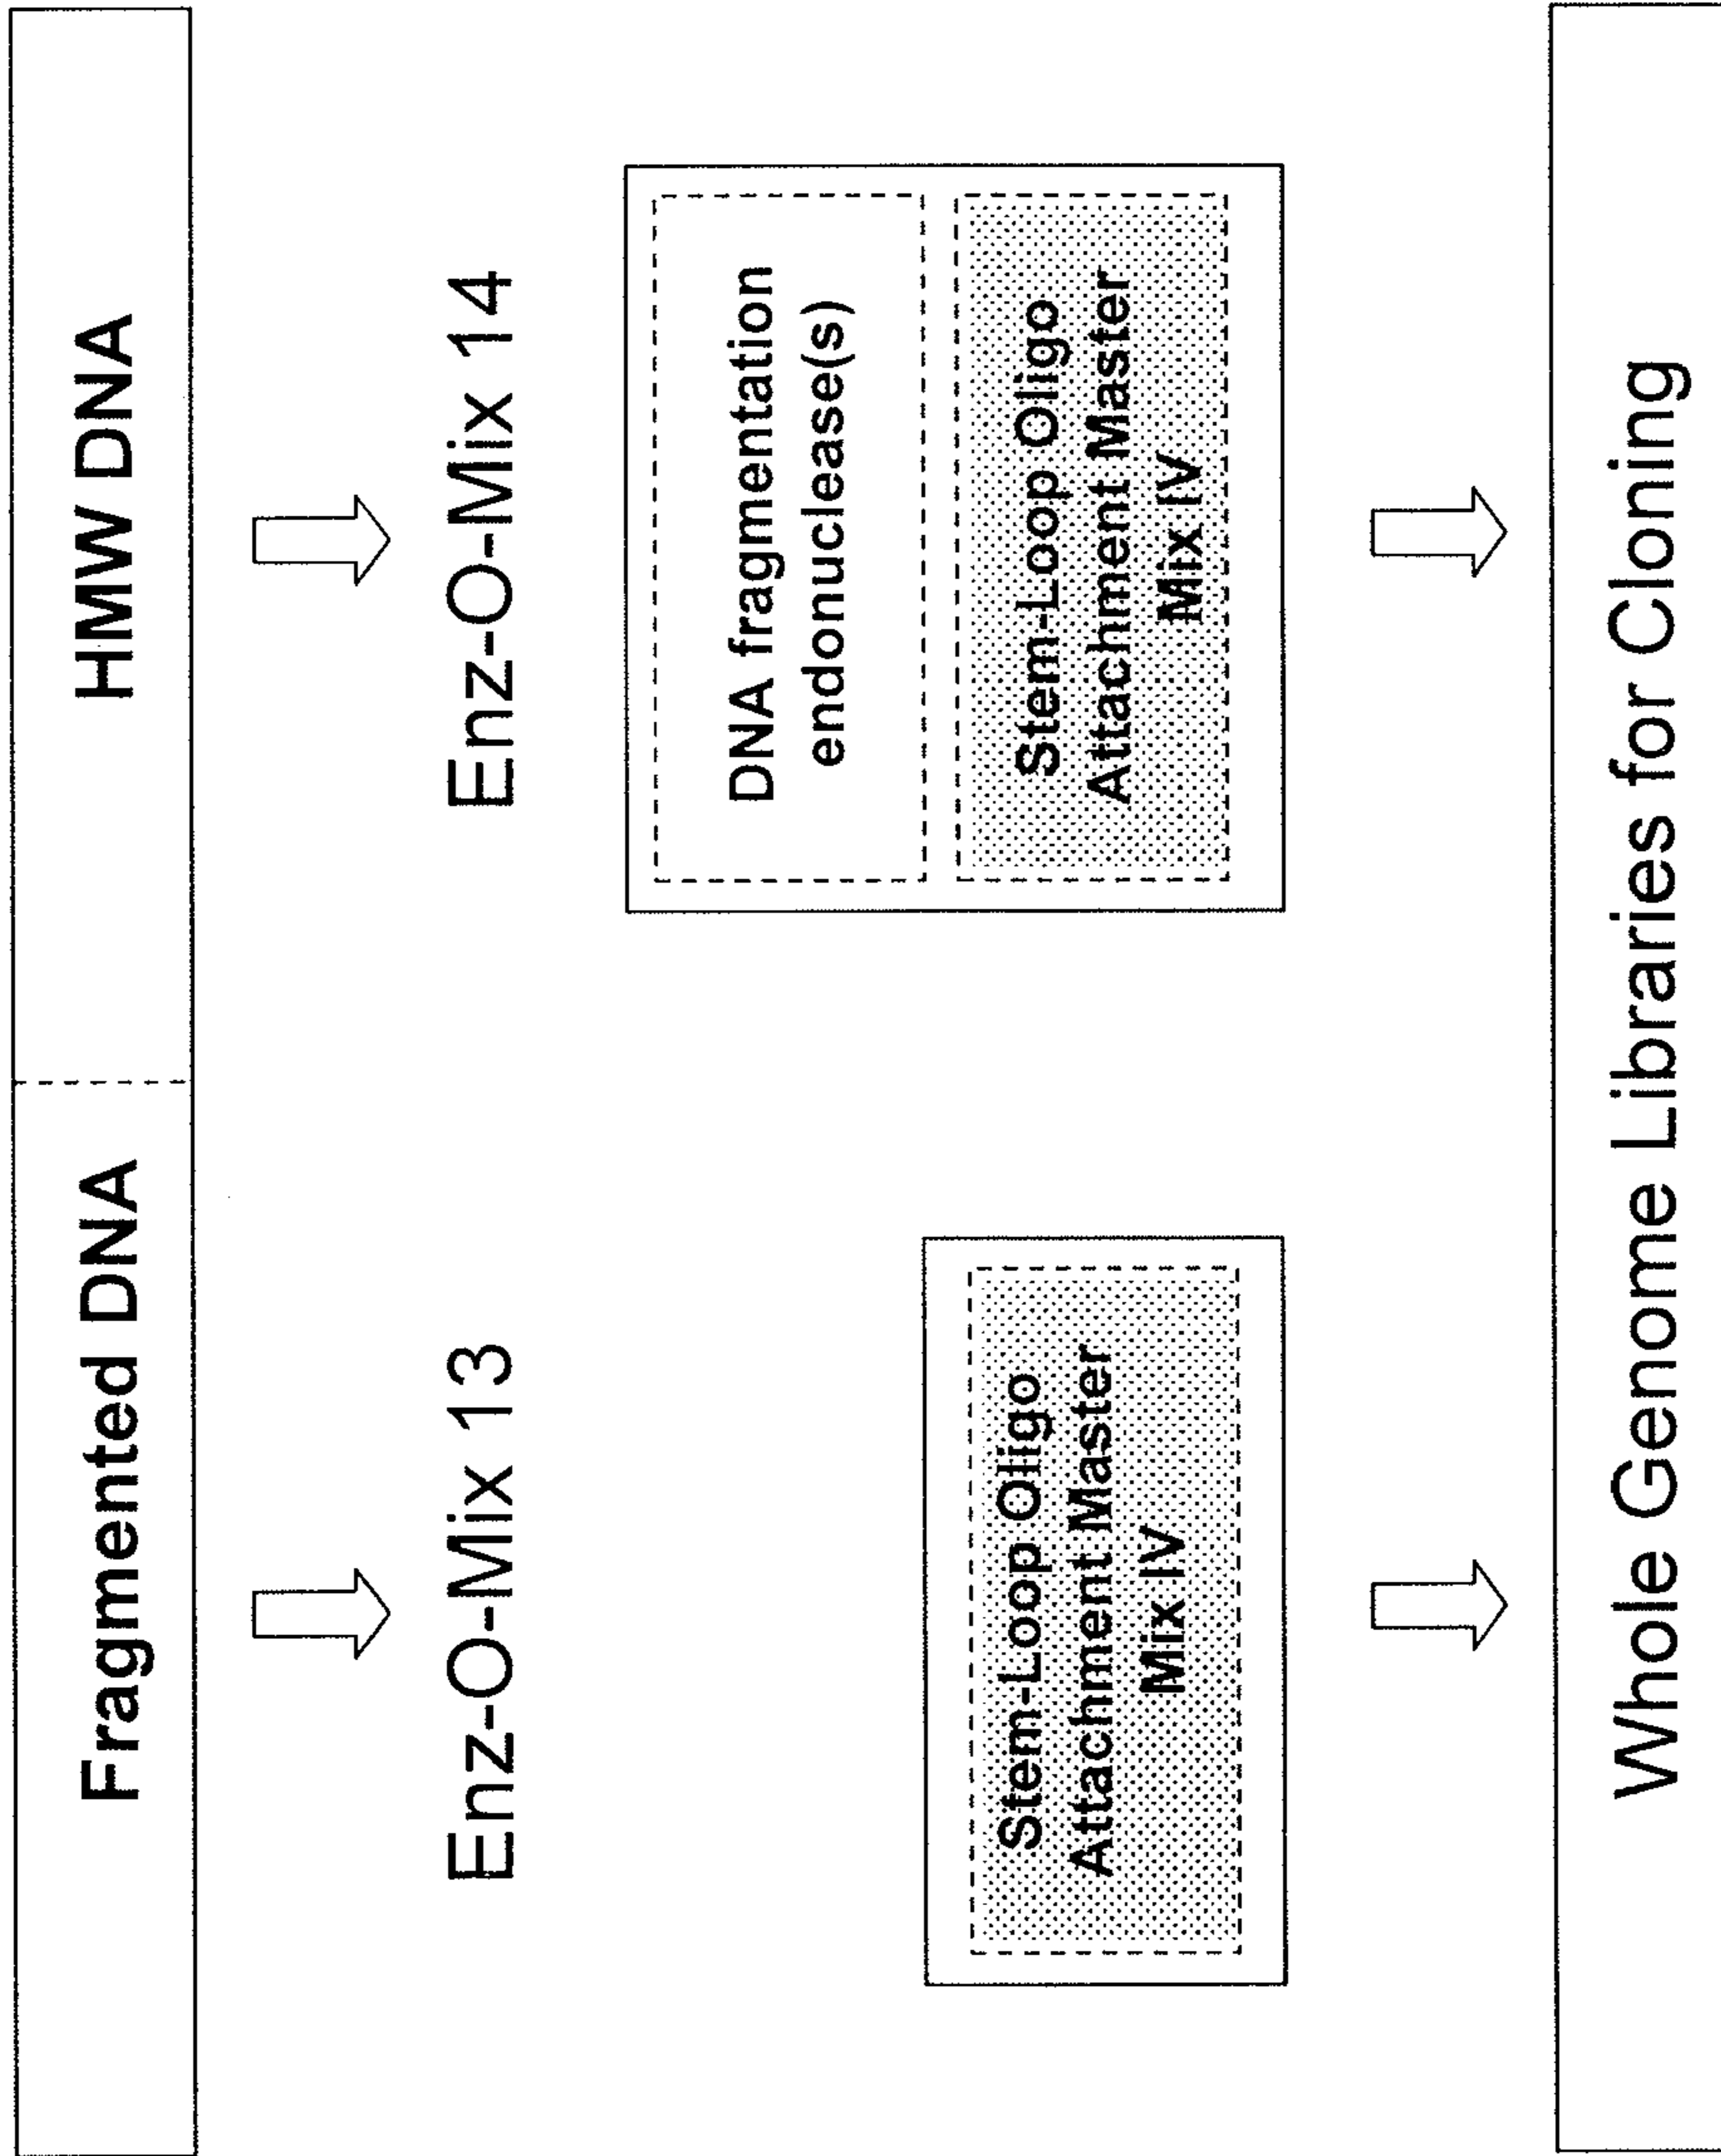 Fragmented DNA
HMW DNA
Enz-O-Mix 13
Enz-O-Mix 14
DNA fragmentation
endonuclease(s)
Stem-Loop Oligo
Attachment Master
Mix IV
Stem-Loop Oligo
Attachment Master
Mix IV
Whole Genome Libraries for Cloning